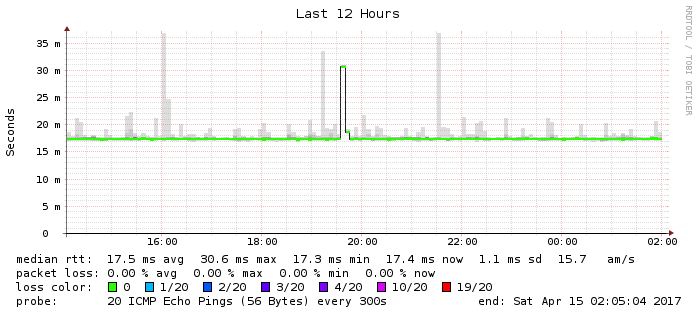 Last 12 Hours
RRDTOOL / TOBI OETIKER
Seconds
35 m
30 m
25 m
20 m
15 m
10 m
5 m
0
16:00 18:00 20:00 22:00 00:00 02:00
median rtt: 17.5 ms avg 30.6 ms max 17.3 ms min 17.4 ms now 1.1 ms sd 15.7 am/s
packet loss: 0.00 % avg 0.00 % max 0.00 % min 0.00 % now
loss color: 0 1/20 2/20 3/20 4/20 10/20 19/20
probe: 20 ICMP Echo Pings (56 Bytes) every 300s end: Sat Apr 15 02:05:04 2017